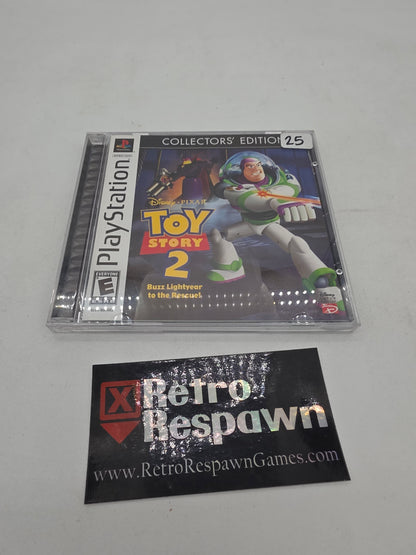 COLLECTORS' EDITION
25
PlayStation
Disney•PIXAR
TOY
STORY
2
Buzz Lightyear
to the Rescue!
EVERYONE
E
Retro
Respawn
www.RetroRespawnGames.com